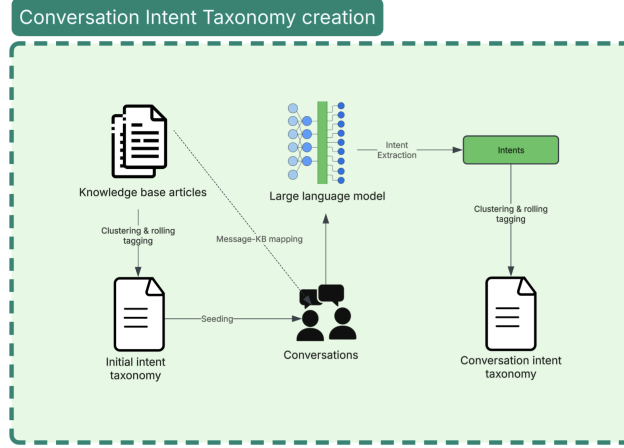 Conversation Intent Taxonomy creation
Knowledge base articles
Large language model
Intent
Extraction
Intents
Clustering & rolling
tagging
Message-KB mapping
Clustering & rolling
tagging
Seeding
Initial intent
taxonomy
Conversations
Conversation intent
taxonomy